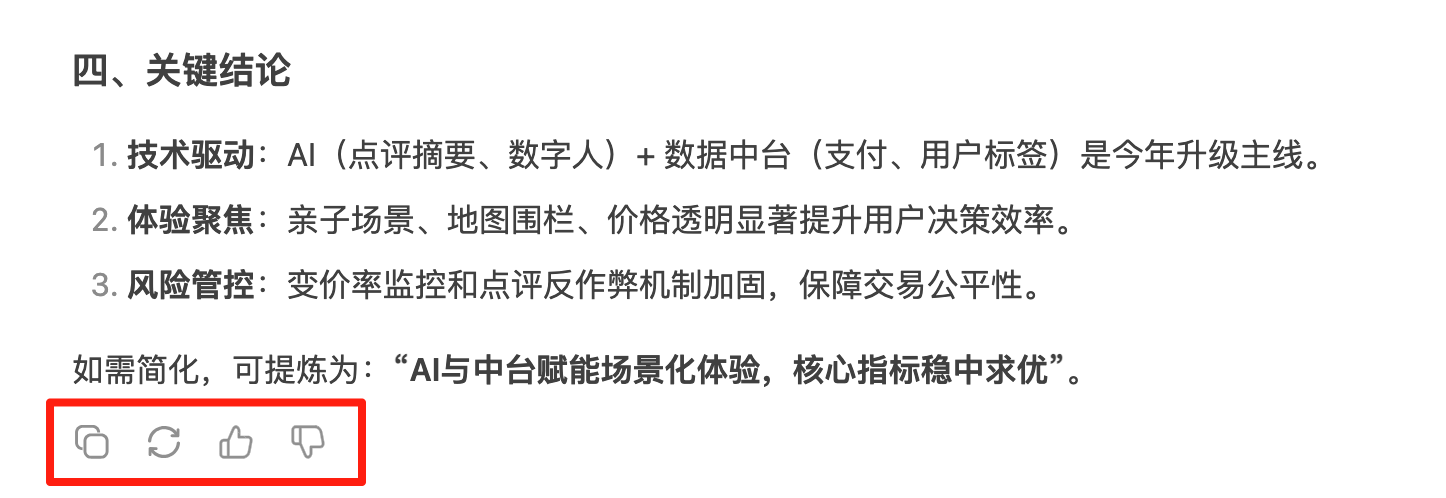 四、关键结论
1. 技术驱动：AI（点评摘要、数字人）+ 数据中台（支付、用户标签）是今年升级主线。
2. 体验聚焦：亲子场景、地图围栏、价格透明显著提升用户决策效率。
3. 风险管控：变价率监控和点评反作弊机制加固，保障交易公平性。
如需简化，可提炼为：“AI与中台赋能场景化体验，核心指标稳中求优”。